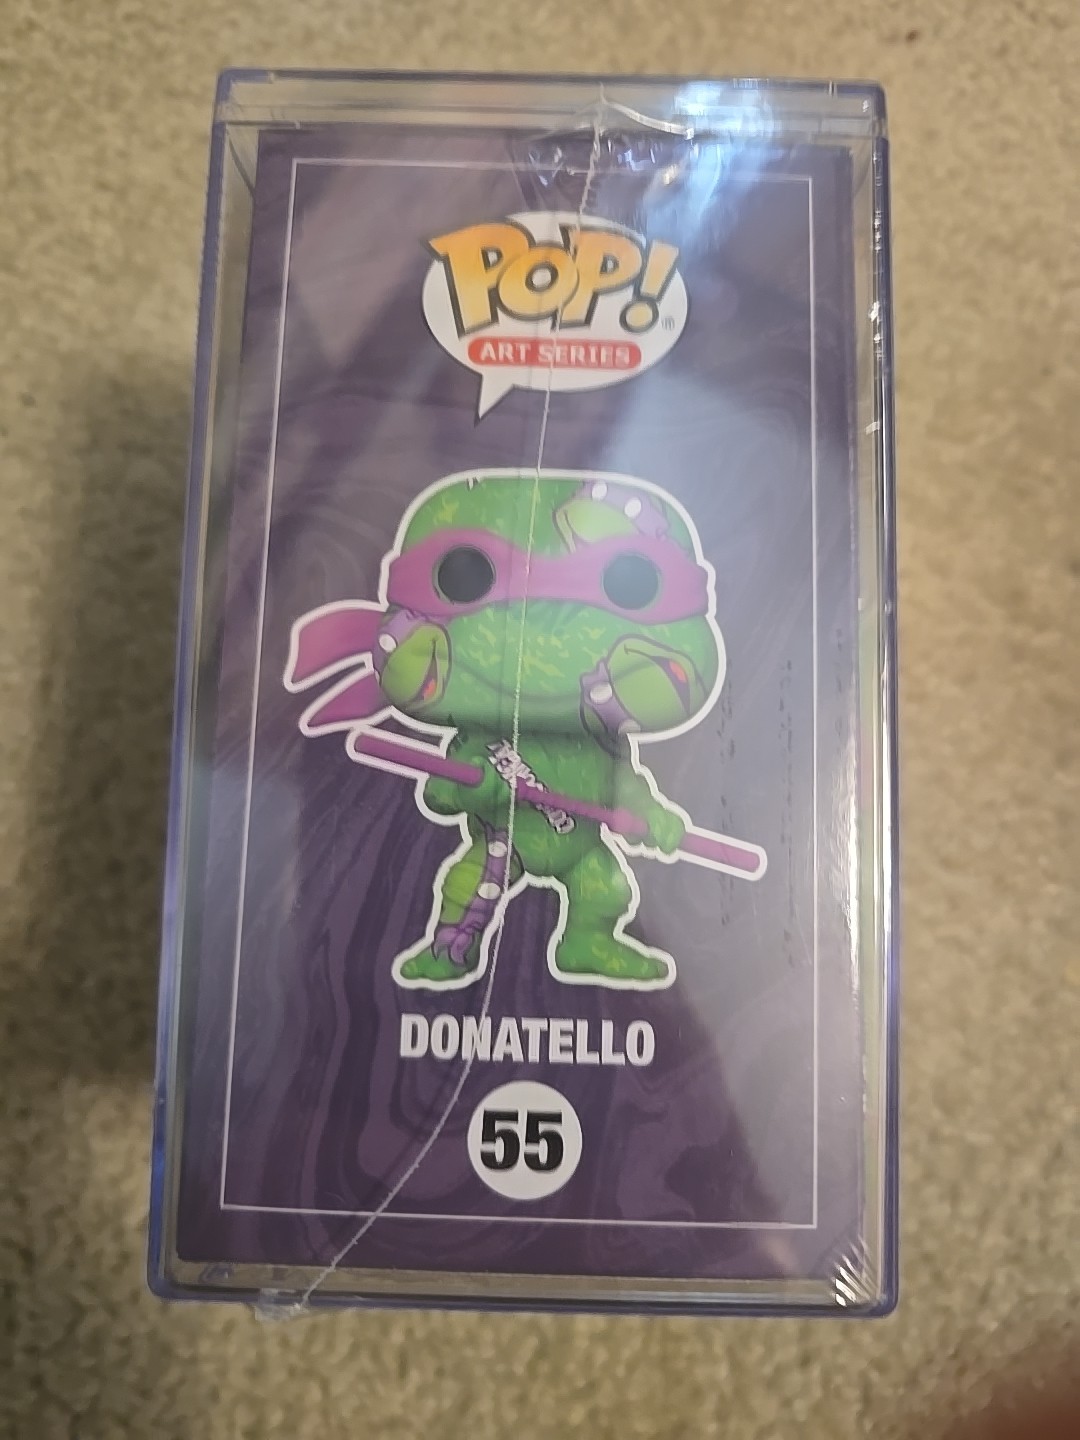 POP!
ART SERIES
DONATELLO
55